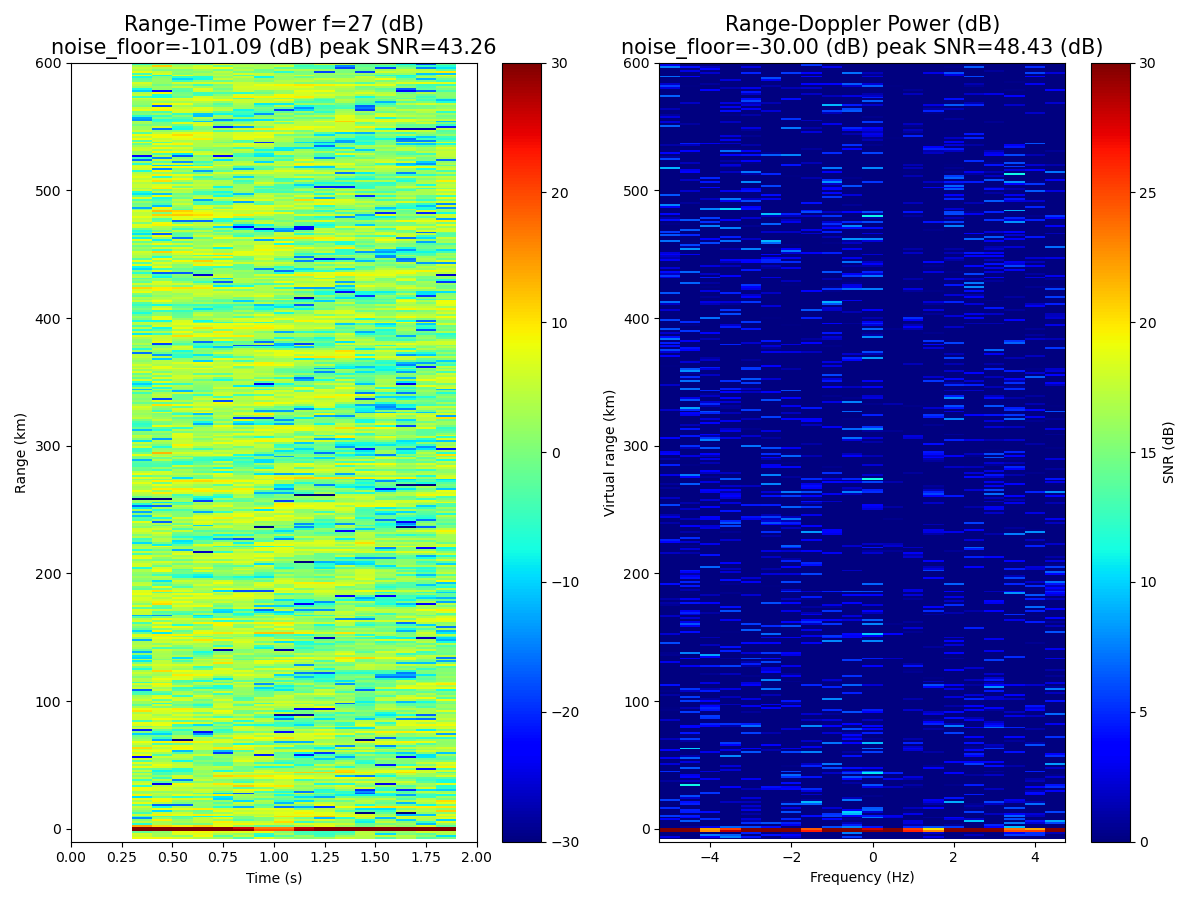 Range-Time Power f=27 (dB)
noise_floor=-101.09 (dB) peak SNR=43.26
Range (km)
600
500
400
300
200
100
0
0.00 0.25 0.50 0.75 1.00 1.25 1.50 1.75 2.00
Time (s)
30
20
10
0
−10
−20
−30
Range-Doppler Power (dB)
noise_floor=-30.00 (dB) peak SNR=48.43 (dB)
Virtual range (km)
600
500
400
300
200
100
0
−4 −2 0 2 4
Frequency (Hz)
30
25
20
15
10
5
0
SNR (dB)